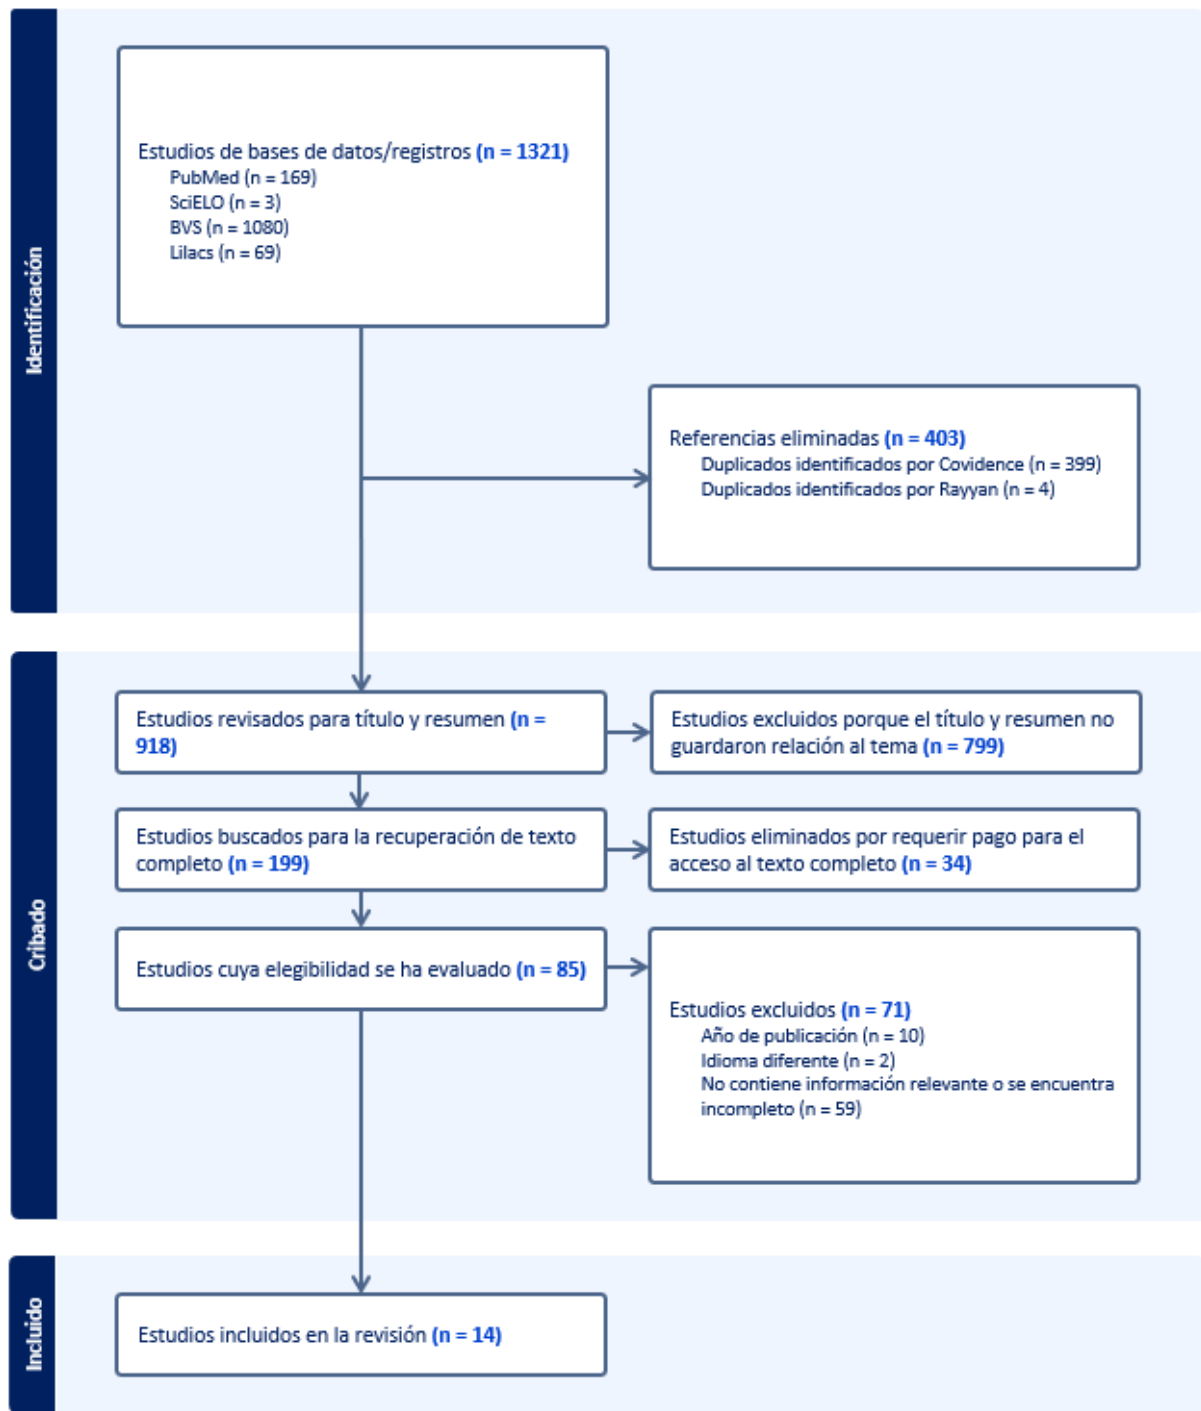 Identificación
Estudios de bases de datos/registros (n = 1321)
PubMed (n = 169)
SciELO (n = 3)
BVS (n = 1080)
Lilacs (n = 69)
Referencias eliminadas (n = 403)
Duplicados identificados por Covidence (n = 399)
Duplicados identificados por Rayyan (n = 4)
Cribado
Estudios revisados para título y resumen (n =
918)
Estudios excluidos porque el título y resumen no
guardaron relación al tema (n = 799)
Estudios buscados para la recuperación de texto
completo (n = 199)
Estudios eliminados por requerir pago para el
acceso al texto completo (n = 34)
Estudios cuya elegibilidad se ha evaluado (n = 85)
Estudios excluidos (n = 71)
Año de publicación (n = 10)
Idioma diferente (n = 2)
No contiene información relevante o se encuentra
incompleto (n = 59)
Incluido
Estudios incluidos en la revisión (n = 14)